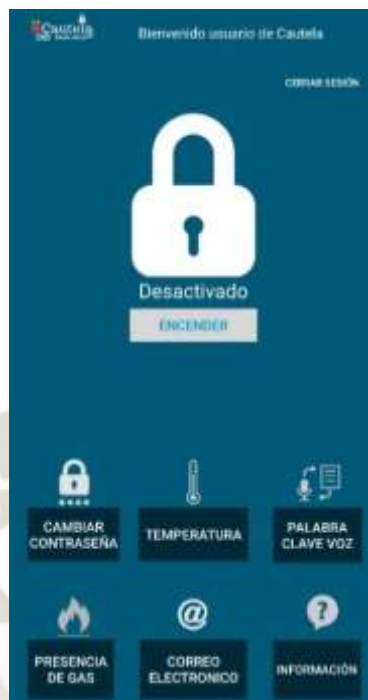 Cautela
Bienvenido usuario de Cautela
CERRAR SESIÓN
Desactivado
ENCENDER
CAMBIAR
CONTRASEÑA
TEMPERATURA
PALABRA
CLAVE VOZ
PRESENCIA
DE GAS
CORREO
ELECTRONICO
INFORMACIÓN